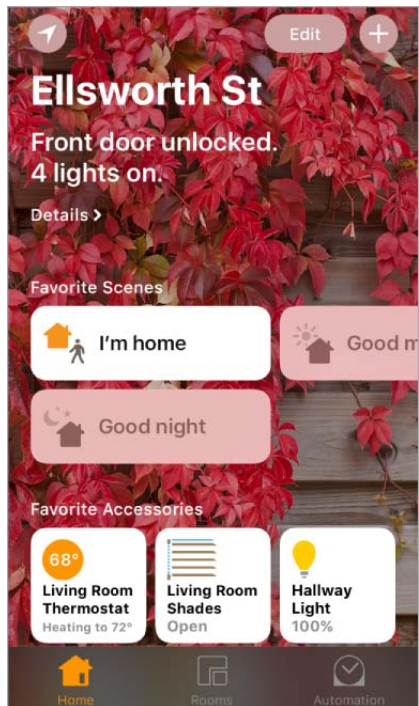 Edit
Ellsworth St
Front door unlocked.
4 lights on.
Details >
Favorite Scenes
I'm home
Good m
Good night
Favorite Accessories
68°
Living Room
Thermostat
Heating to 72°
Living Room
Shades
Open
Hallway
Light
100%
Home
Rooms
Automation